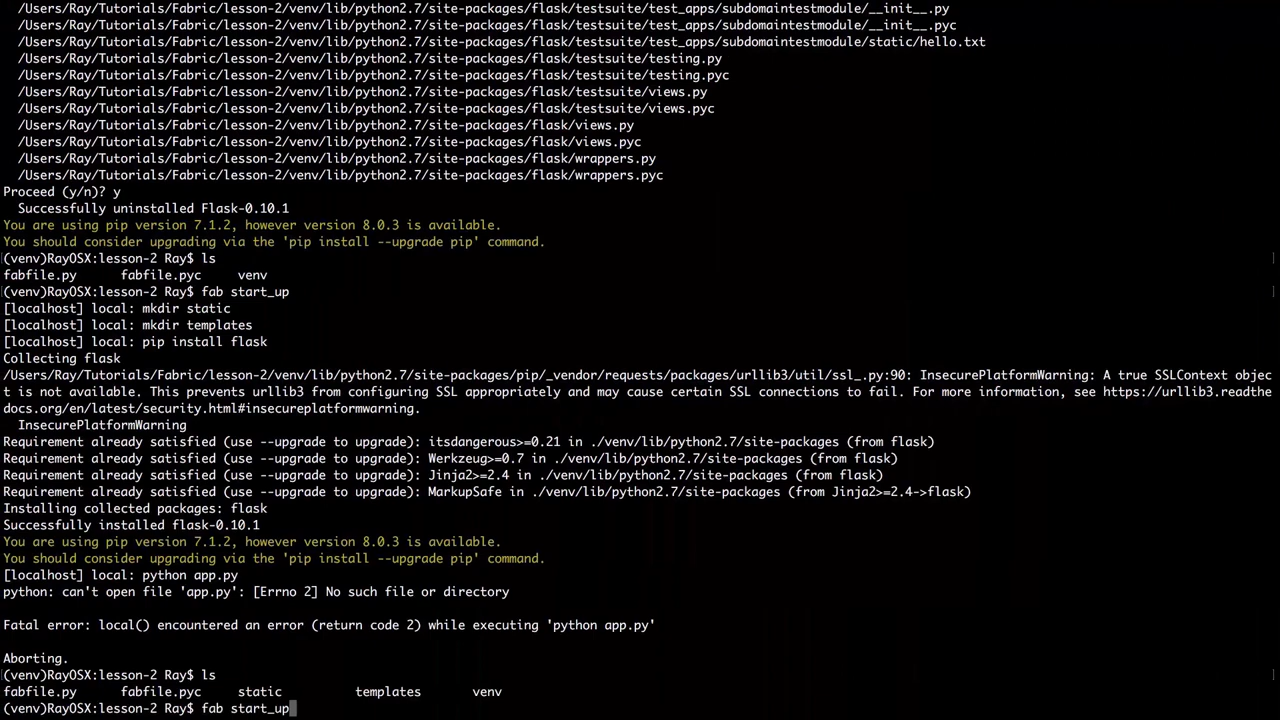 /Users/Ray/Tutorials/Fabric/lesson-2/venv/lib/python2.7/site-packages/flask/testsuite/test_apps/subdomaintestmodule/__init__.py
/Users/Ray/Tutorials/Fabric/lesson-2/venv/lib/python2.7/site-packages/flask/testsuite/test_apps/subdomaintestmodule/__init__.pyc
/Users/Ray/Tutorials/Fabric/lesson-2/venv/lib/python2.7/site-packages/flask/testsuite/test_apps/subdomaintestmodule/static/hello.txt
/Users/Ray/Tutorials/Fabric/lesson-2/venv/lib/python2.7/site-packages/flask/testsuite/testing.py
/Users/Ray/Tutorials/Fabric/lesson-2/venv/lib/python2.7/site-packages/flask/testsuite/testing.pyc
/Users/Ray/Tutorials/Fabric/lesson-2/venv/lib/python2.7/site-packages/flask/testsuite/views.py
/Users/Ray/Tutorials/Fabric/lesson-2/venv/lib/python2.7/site-packages/flask/testsuite/views.pyc
/Users/Ray/Tutorials/Fabric/lesson-2/venv/lib/python2.7/site-packages/flask/views.py
/Users/Ray/Tutorials/Fabric/lesson-2/venv/lib/python2.7/site-packages/flask/views.pyc
/Users/Ray/Tutorials/Fabric/lesson-2/venv/lib/python2.7/site-packages/flask/wrappers.py
/Users/Ray/Tutorials/Fabric/lesson-2/venv/lib/python2.7/site-packages/flask/wrappers.pyc
Proceed (y/n)? y
Successfully uninstalled Flask-0.10.1
You are using pip version 7.1.2, however version 8.0.3 is available.
You should consider upgrading via the 'pip install --upgrade pip' command.
(venv)RayOSX:lesson-2 Ray$ ls
fabfile.py fabfile.pyc venv
(venv)RayOSX:lesson-2 Ray$ fab start_up
[localhost] local: mkdir static
[localhost] local: mkdir templates
[localhost] local: pip install flask
Collecting flask
/Users/Ray/Tutorials/Fabric/lesson-2/venv/lib/python2.7/site-packages/pip/_vendor/requests/packages/urllib3/util/ssl_.py:90: InsecurePlatformWarning: A true SSLContext objec
t is not available. This prevents urllib3 from configuring SSL appropriately and may cause certain SSL connections to fail. For more information, see https://urllib3.readthe
docs.org/en/latest/security.html#insecureplatformwarning.
InsecurePlatformWarning
Requirement already satisfied (use --upgrade to upgrade): itsdangerous>=0.21 in ./venv/lib/python2.7/site-packages (from flask)
Requirement already satisfied (use --upgrade to upgrade): Werkzeug>=0.7 in ./venv/lib/python2.7/site-packages (from flask)
Requirement already satisfied (use --upgrade to upgrade): Jinja2>=2.4 in ./venv/lib/python2.7/site-packages (from flask)
Requirement already satisfied (use --upgrade to upgrade): MarkupSafe in ./venv/lib/python2.7/site-packages (from Jinja2>=2.4->flask)
Installing collected packages: flask
Successfully installed flask-0.10.1
You are using pip version 7.1.2, however version 8.0.3 is available.
You should consider upgrading via the 'pip install --upgrade pip' command.
[localhost] local: python app.py
python: can't open file 'app.py': [Errno 2] No such file or directory
Fatal error: local() encountered an error (return code 2) while executing 'python app.py'
Aborting.
(venv)RayOSX:lesson-2 Ray$ ls
fabfile.py fabfile.pyc static templates venv
(venv)RayOSX:lesson-2 Ray$ fab start_up